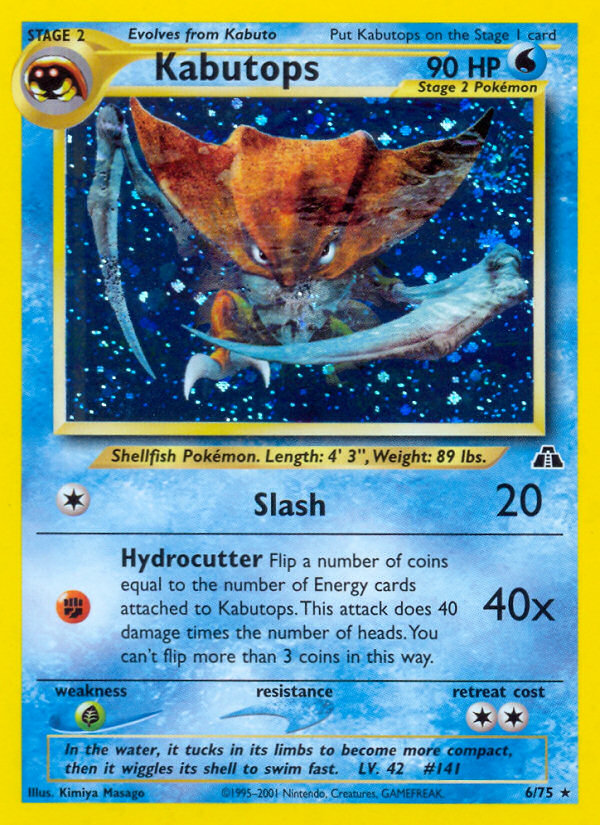 STAGE 2 Evolves from Kabuto Put Kabutops on the Stage 1 card
Kabutops 90 HP
Stage 2 Pokémon
Shellfish Pokémon. Length: 4' 3", Weight: 89 lbs.
Slash 20
Hydrocutter Flip a number of coins
equal to the number of Energy cards
attached to Kabutops. This attack does 40
damage times the number of heads. You
can't flip more than 3 coins in this way.
40x
weakness resistance retreat cost
In the water, it tucks in its limbs to become more compact,
then it wiggles its shell to swim fast. LV. 42 #141
Illus. Kimiya Masago ©1995–2001 Nintendo, Creatures, GAMEFREAK. 6/75 ★